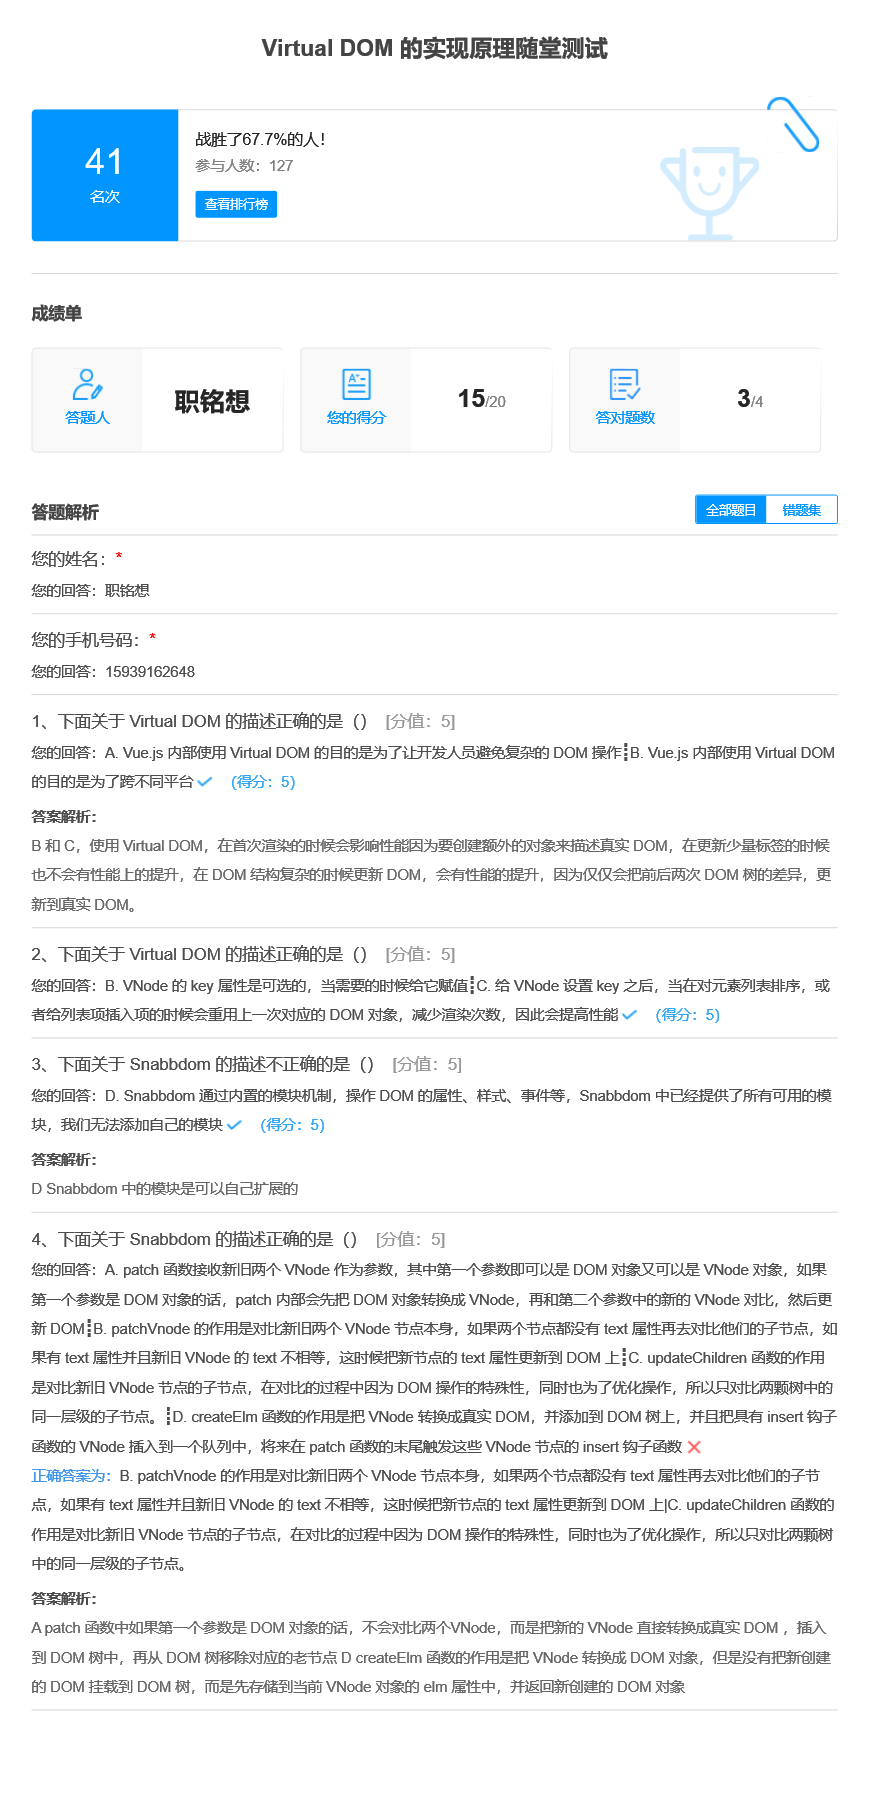 Virtual DOM 的实现原理随堂测试
41
名次
战胜了67.7%的人!
参与人数：127
查看排行榜
成绩单
答题人
职铭想
您的得分
15/20
答对题数
3/4
答题解析
全部题目
错题集
您的姓名：*
您的回答：职铭想
您的手机号码：*
您的回答：15939162648
1、下面关于 Virtual DOM 的描述正确的是（） [分值：5]
您的回答：A. Vue.js 内部使用 Virtual DOM 的目的是为了让开发人员避免复杂的 DOM 操作┋B. Vue.js 内部使用 Virtual DOM
的目的是为了跨不同平台 (得分：5)
答案解析：
B 和 C，使用 Virtual DOM，在首次渲染的时候会影响性能因为要创建额外的对象来描述真实 DOM，在更新少量标签的时候
也不会有性能上的提升，在 DOM 结构复杂的时候更新 DOM，会有性能的提升，因为仅仅会把前后两次 DOM 树的差异，更
新到真实 DOM。
2、下面关于 Virtual DOM 的描述正确的是（） [分值：5]
您的回答：B. VNode 的 key 属性是可选的，当需要的时候给它赋值┋C. 给 VNode 设置 key 之后，当在对元素列表排序，或
者给列表项插入项的时候会重用上一次对应的 DOM 对象，减少渲染次数，因此会提高性能 (得分：5)
3、下面关于 Snabbdom 的描述不正确的是（） [分值：5]
您的回答：D. Snabbdom 通过内置的模块机制，操作 DOM 的属性、样式、事件等，Snabbdom 中已经提供了所有可用的模
块，我们无法添加自己的模块 (得分：5)
答案解析：
D Snabbdom 中的模块是可以自己扩展的
4、下面关于 Snabbdom 的描述正确的是（） [分值：5]
您的回答：A. patch 函数接收新旧两个 VNode 作为参数，其中第一个参数即可以是 DOM 对象又可以是 VNode 对象，如果
第一个参数是 DOM 对象的话，patch 内部会先把 DOM 对象转换成 VNode，再和第二个参数中的新的 VNode 对比，然后更
新 DOM┋B. patchVnode 的作用是对比新旧两个 VNode 节点本身，如果两个节点都没有 text 属性再去对比他们的子节点，如
果有 text 属性并且新旧 VNode 的 text 不相等，这时候把新节点的 text 属性更新到 DOM 上┋C. updateChildren 函数的作用
是对比新旧 VNode 节点的子节点，在对比的过程中因为 DOM 操作的特殊性，同时也为了优化操作，所以只对比两颗树中的
同一层级的子节点。┋D. createElm 函数的作用是把 VNode 转换成真实 DOM，并添加到 DOM 树上，并且把具有 insert 钩子
函数的 VNode 插入到一个队列中，将来在 patch 函数的末尾触发这些 VNode 节点的 insert 钩子函数
正确答案为：B. patchVnode 的作用是对比新旧两个 VNode 节点本身，如果两个节点都没有 text 属性再去对比他们的子节
点，如果有 text 属性并且新旧 VNode 的 text 不相等，这时候把新节点的 text 属性更新到 DOM 上|C. updateChildren 函数的
作用是对比新旧 VNode 节点的子节点，在对比的过程中因为 DOM 操作的特殊性，同时也为了优化操作，所以只对比两颗树
中的同一层级的子节点。
答案解析：
A patch 函数中如果第一个参数是 DOM 对象的话，不会对比两个VNode，而是把新的 VNode 直接转换成真实 DOM ，插入
到 DOM 树中，再从 DOM 树移除对应的老节点 D createElm 函数的作用是把 VNode 转换成 DOM 对象，但是没有把新创建
的 DOM 挂载到 DOM 树，而是先存储到当前 VNode 对象的 elm 属性中，并返回新创建的 DOM 对象